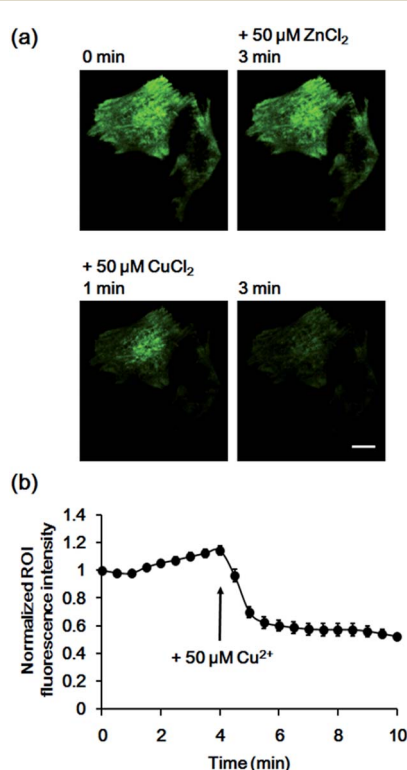 (a)
0 min
+ 50 µM ZnCl₂
3 min
+ 50 µM CuCl₂
1 min
3 min
(b)
Normalized ROI
fluorescence intensity
1.4
1.2
1
0.8
0.6
0.4
0.2
0
+ 50 µM Cu²⁺
0 2 4 6 8 10
Time (min)